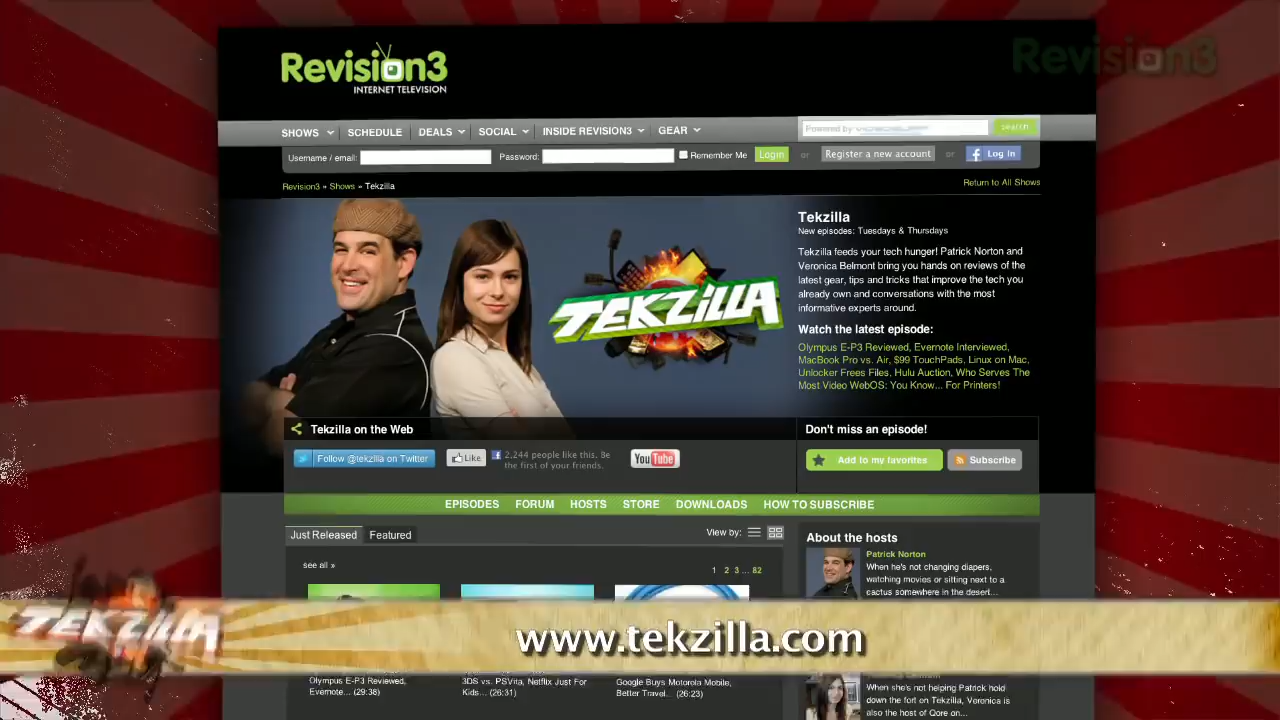 Revision3
INTERNET TELEVISION
Revision3
SHOWS
SCHEDULE
DEALS
SOCIAL
INSIDE REVISION3
GEAR
Powered by
search
Username / email:
Password:
Remember Me
Login
or
Register a new account
or
Log In
Revision3 » Shows » Tekzilla
Return to All Shows
TEKZILLA
Tekzilla
New episodes: Tuesdays & Thursdays
Tekzilla feeds your tech hunger! Patrick Norton and
Veronica Belmont bring you hands on reviews of the
latest gear, tips and tricks that improve the tech you
already own and conversations with the most
informative experts around.
Watch the latest episode:
Olympus E-P3 Reviewed, Evernote Interviewed,
MacBook Pro vs. Air, $99 TouchPads, Linux on Mac,
Unlocker Frees Files, Hulu Auction, Who Serves The
Most Video WebOS: You Know... For Printers!
Tekzilla on the Web
Follow @tekzilla on Twitter
Like
2,244 people like this. Be
the first of your friends.
YouTube
Don't miss an episode!
Add to my favorites
Subscribe
EPISODES
FORUM
HOSTS
STORE
DOWNLOADS
HOW TO SUBSCRIBE
Just Released
Featured
View by:
see all »
1 2 3 ... 82
About the hosts
Patrick Norton
When he's not changing diapers,
watching movies or sitting next to a
cactus somewhere in the desert...
TEKZILLA
www.tekzilla.com
Olympus E-P3 Reviewed,
Evernote... (29:38)
3DS vs. PSVita, Netflix Just For
Kids... (26:31)
Google Buys Motorola Mobile,
Better Travel... (26:23)
When she's not helping Patrick hold
down the fort on Tekzilla, Veronica is
also the host of Qore on...